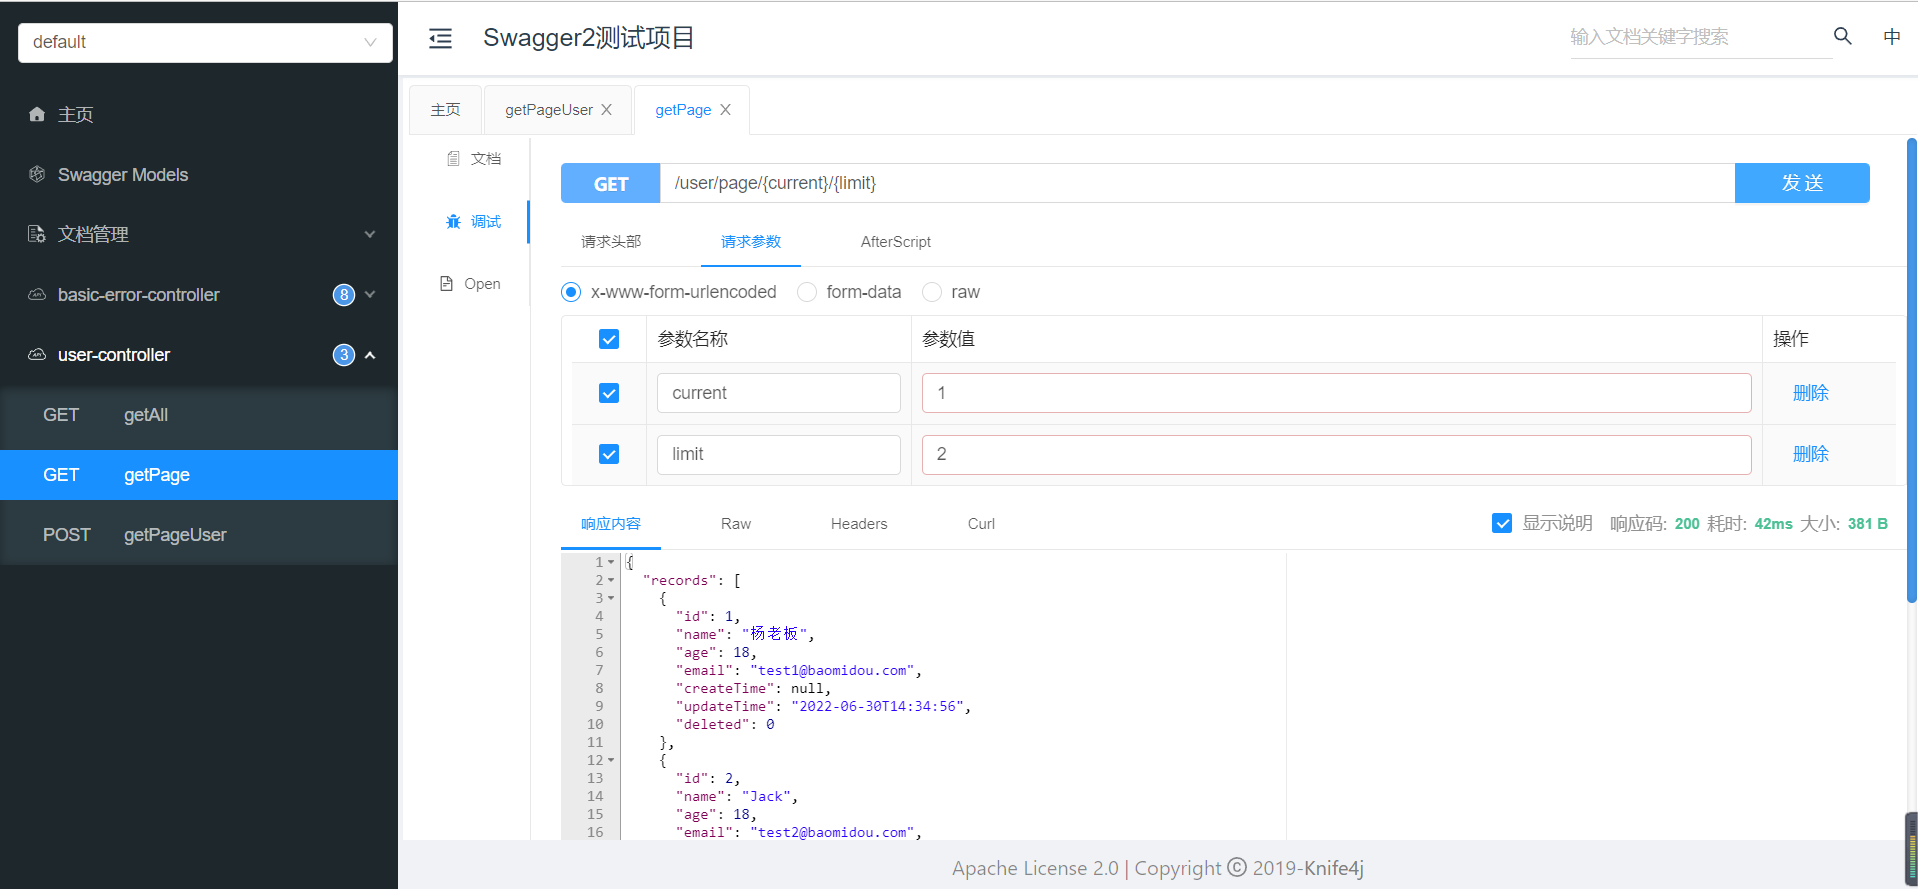 default
主页
Swagger Models
文档管理
basic-error-controller 8
user-controller 3
GET getAll
GET getPage
POST getPageUser
Swagger2测试项目
输入文档关键字搜索
中
主页 getPageUser getPage
文档
调试
Open
GET /user/page/{current}/{limit} 发 送
请求头部 请求参数 AfterScript
x-www-form-urlencoded form-data raw
参数名称 参数值 操作
current 1 删除
limit 2 删除
响应内容 Raw Headers Curl
显示说明 响应码: 200 耗时: 42ms 大小: 381 B
1 {
2 "records": [
3 {
4 "id": 1,
5 "name": "杨老板",
6 "age": 18,
7 "email": "test1@baomidou.com",
8 "createTime": null,
9 "updateTime": "2022-06-30T14:34:56",
10 "deleted": 0
11 },
12 {
13 "id": 2,
14 "name": "Jack",
15 "age": 18,
16 "email": "test2@baomidou.com",
Apache License 2.0 | Copyright © 2019-Knife4j